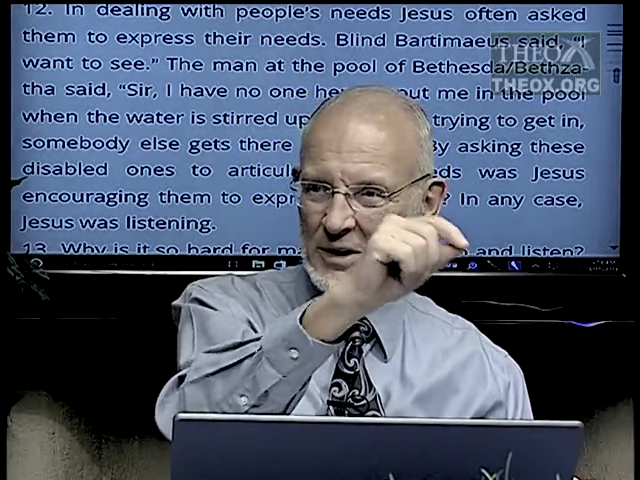 12. In dealing with people's needs Jesus often asked
them to express their needs. Blind Bartimaeus said, "I
want to see." The man at the pool of Bethesda/Bethza-
tha said, "Sir, I have no one put me in the pool
when the water is stirred up trying to get in,
somebody else gets there By asking these
disabled ones to was Jesus
encouraging them to ? In any case,
Jesus was listening.
13. Why is it so hard for and listen?
THEOX
THEOX.ORG